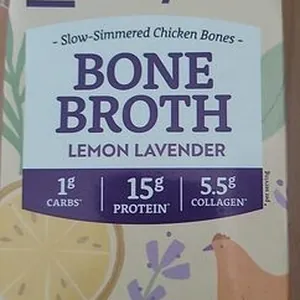 - Slow-Simmered Chicken Bones -
BONE
BROTH
LEMON LAVENDER
1g 15g 5.5g
CARBS* PROTEIN* COLLAGEN*
* per serving